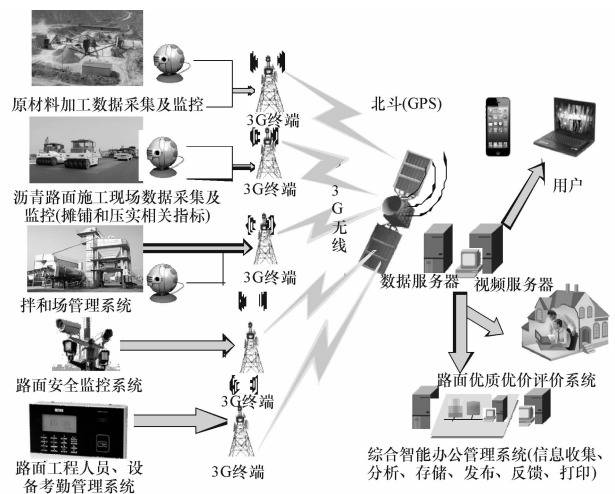 原材料加工数据采集及监控
3G终端
北斗(GPS)
沥青路面施工现场数据采集及
监控(摊铺和压实相关指标)
3G终端
3G无线
用户
拌和场管理系统
3G终端
数据服务器
视频服务器
路面安全监控系统
3G终端
路面优质优价评价系统
路面工程人员、设
备考勤管理系统
3G终端
综合智能办公管理系统(信息收集、
分析、存储、发布、反馈、打印)